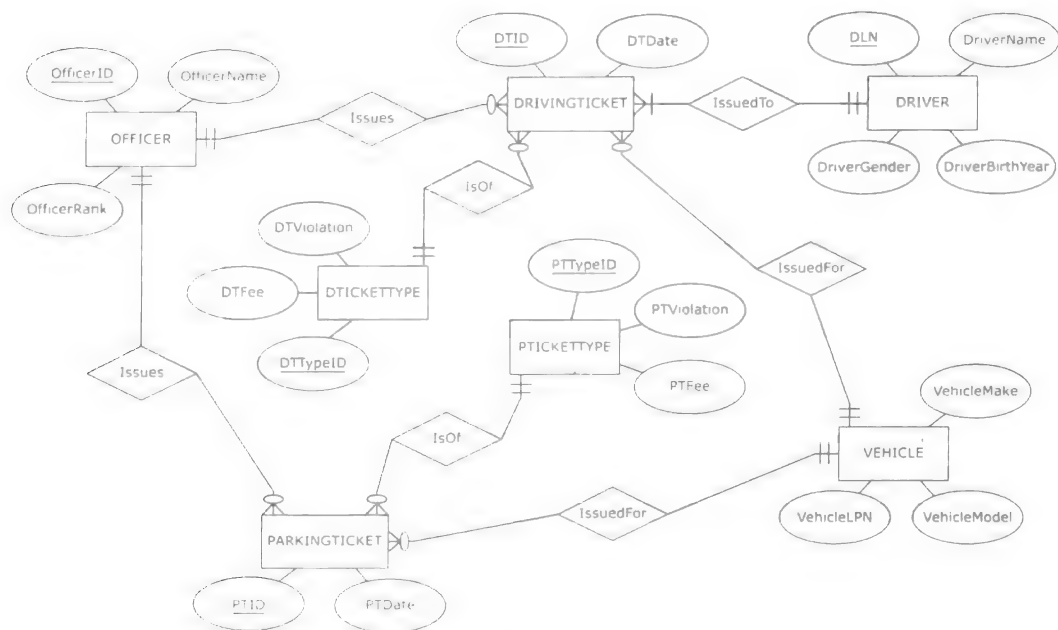 DTID
DTDate
DLN
DriverName
OfficerID
OfficerName
DRIVINGTICKET
IssuedTo
DRIVER
Issues
OFFICER
DriverGender
DriverBirthYear
IsOf
OfficerRank
DTViolation
PTTypeID
IssuedFor
DTFee
DTICKETTYPE
PTViolation
PTICKETTYPE
DTTypeID
Issues
PTFee
VehicleMake
IsOf
VEHICLE
IssuedFor
VehicleLPN
VehicleModel
PARKINGTICKET
PTID
PTDate